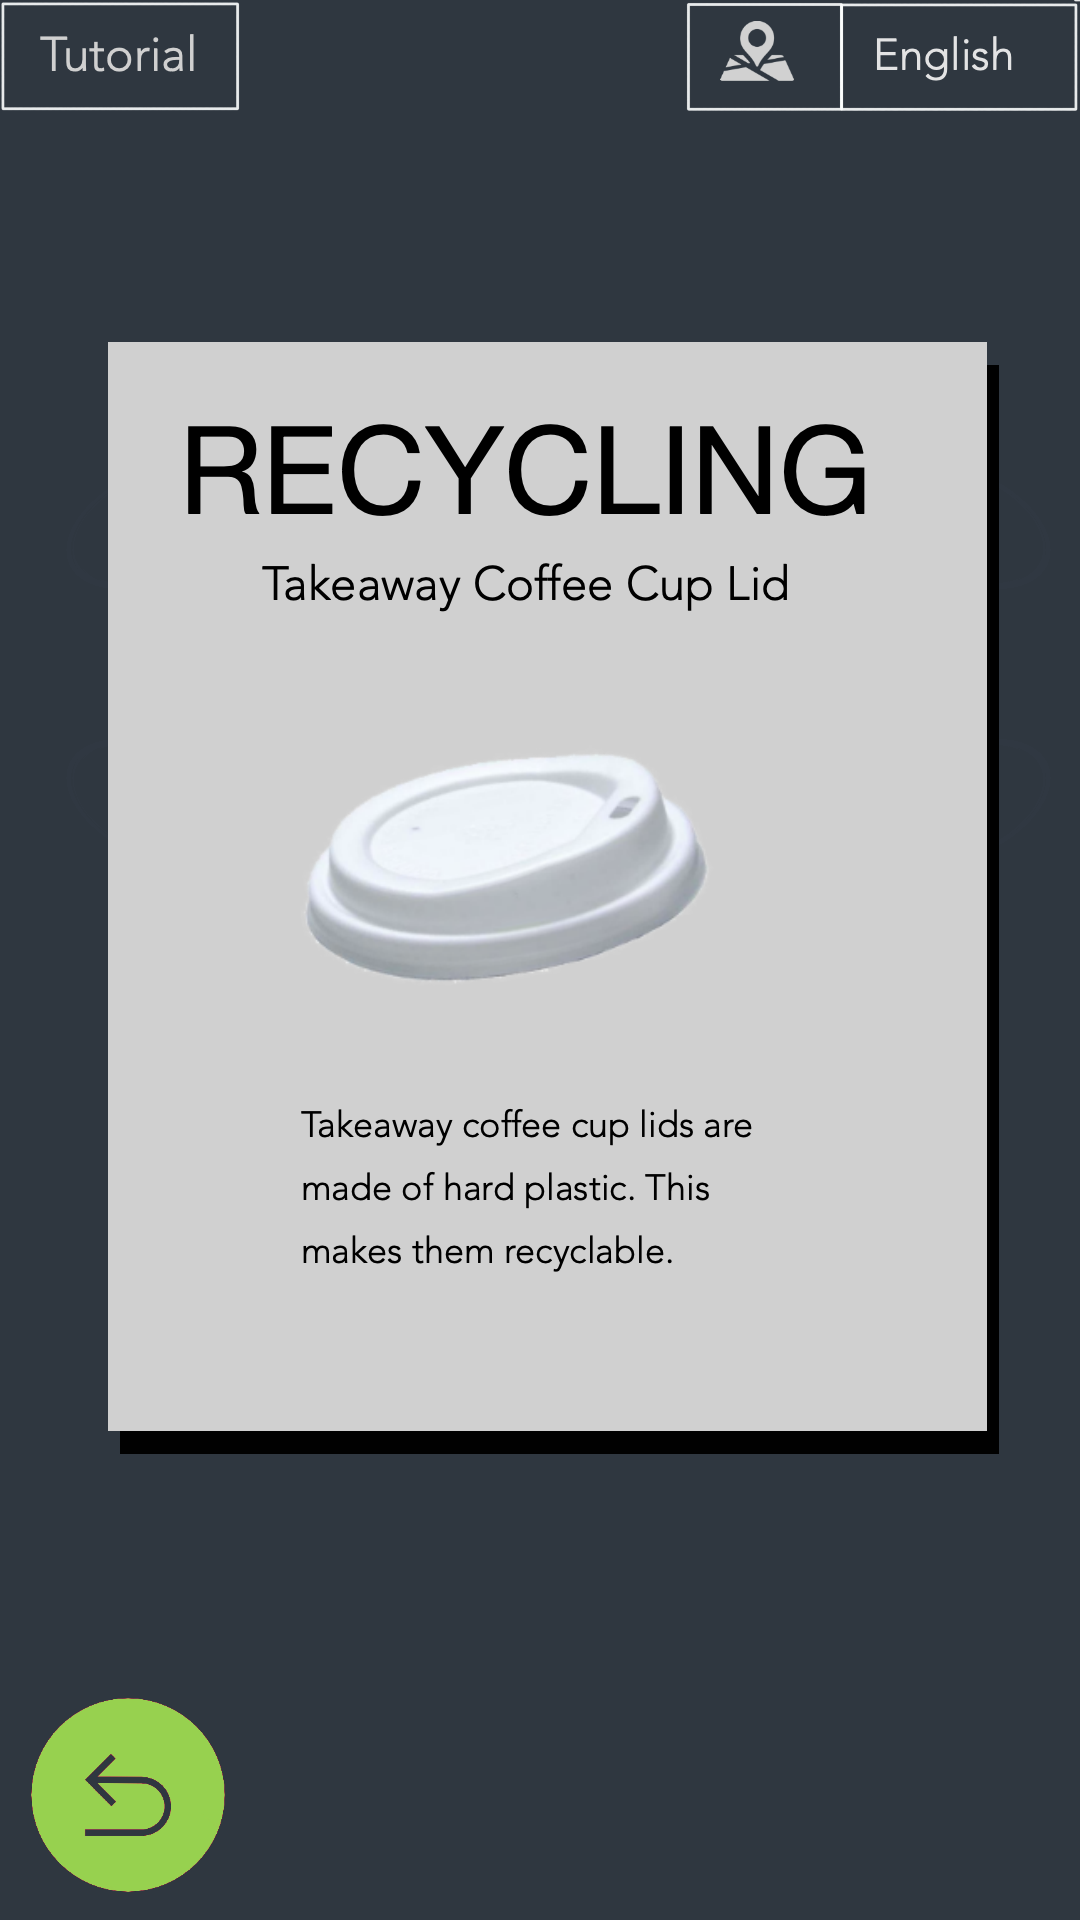 Tutorial
English
RECYCLING
Takeaway Coffee Cup Lid
Takeaway coffee cup lids are
made of hard plastic. This
makes them recyclable.